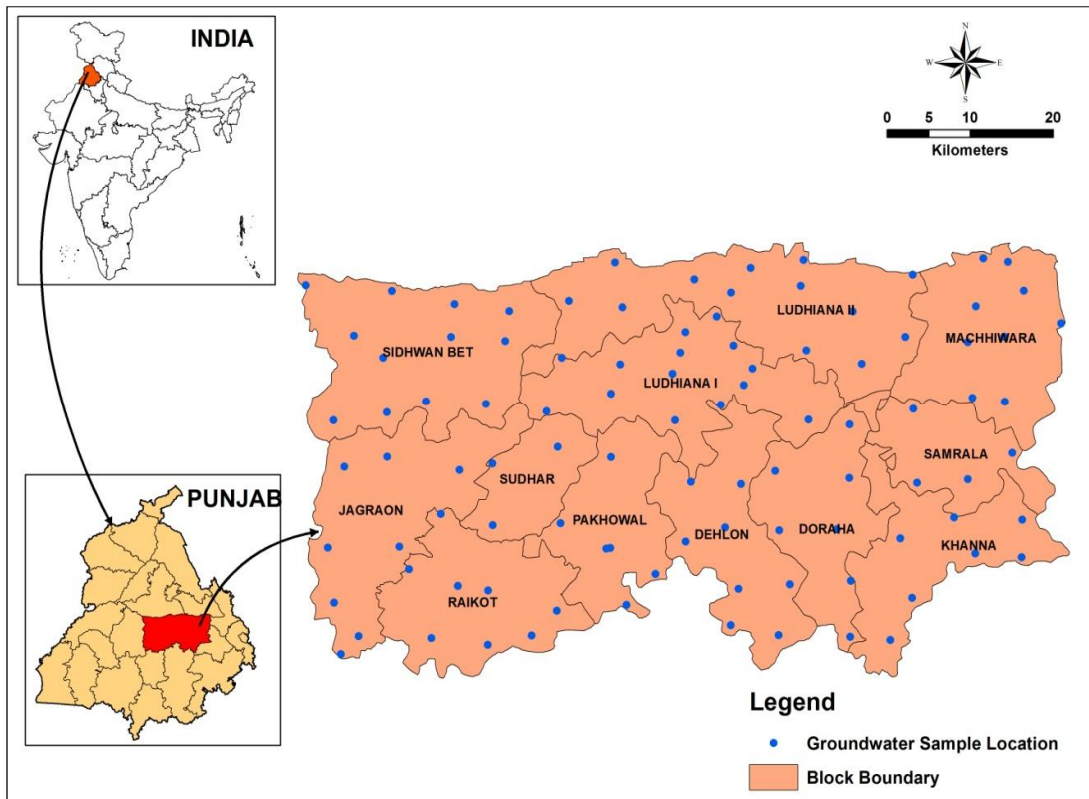 INDIA
N
W E
S
0 5 10 20
Kilometers
LUDHIANA II
MACHHIWARA
SIDHWAN BET
LUDHIANA I
SAMRALA
SUDHAR
PUNJAB
JAGRAON
PAKHOWAL
DEHLON
DORAHA
KHANNA
RAIKOT
Legend
Groundwater Sample Location
Block Boundary